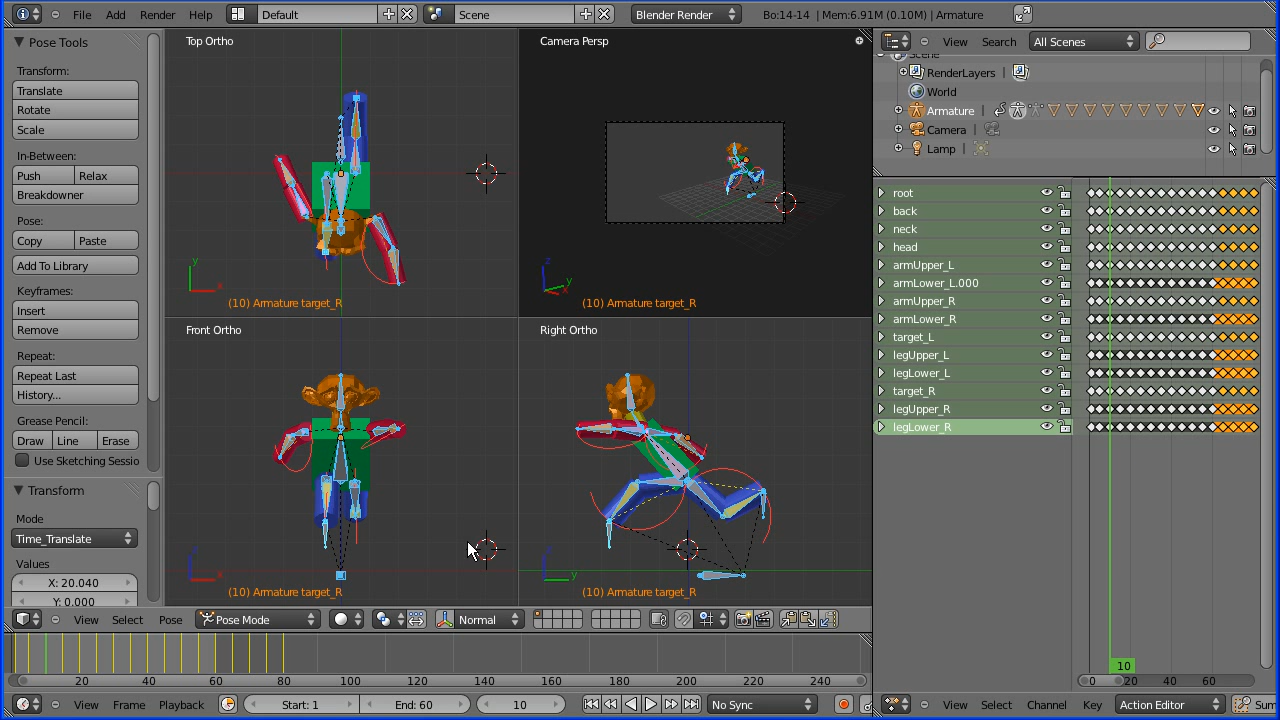 File Add Render Help Default Scene Blender Render Bo:14-14 | Mem:6.91M (0.10M) | Armature
Pose Tools
Transform:
Translate
Rotate
Scale
In-Between:
Push Relax
Breakdowner
Pose:
Copy Paste
Add To Library
Keyframes:
Insert
Remove
Repeat:
Repeat Last
History...
Grease Pencil:
Draw Line Erase
Use Sketching Sessio
Transform
Mode
Time_Translate
Values
X: 20.040
Y: 0.000
Top Ortho
y
x
(10) Armature target_R
Camera Persp
z
y
x
(10) Armature target_R
Front Ortho
x
(10) Armature target_R
Right Ortho
y
(10) Armature target_R
View Select Pose Pose Mode Normal
20 40 60 80 100 120 140 160 180 200 220 240
View Frame Playback Start: 1 End: 60 10 No Sync
View Search All Scenes
Scene
RenderLayers |
World
Armature |
Camera |
Lamp |
root
back
neck
head
armUpper_L
armLower_L.000
armUpper_R
armLower_R
target_L
legUpper_L
legLower_L
target_R
legUpper_R
legLower_R
10
0 20 40 60
View Select Channel Key Action Editor Sum